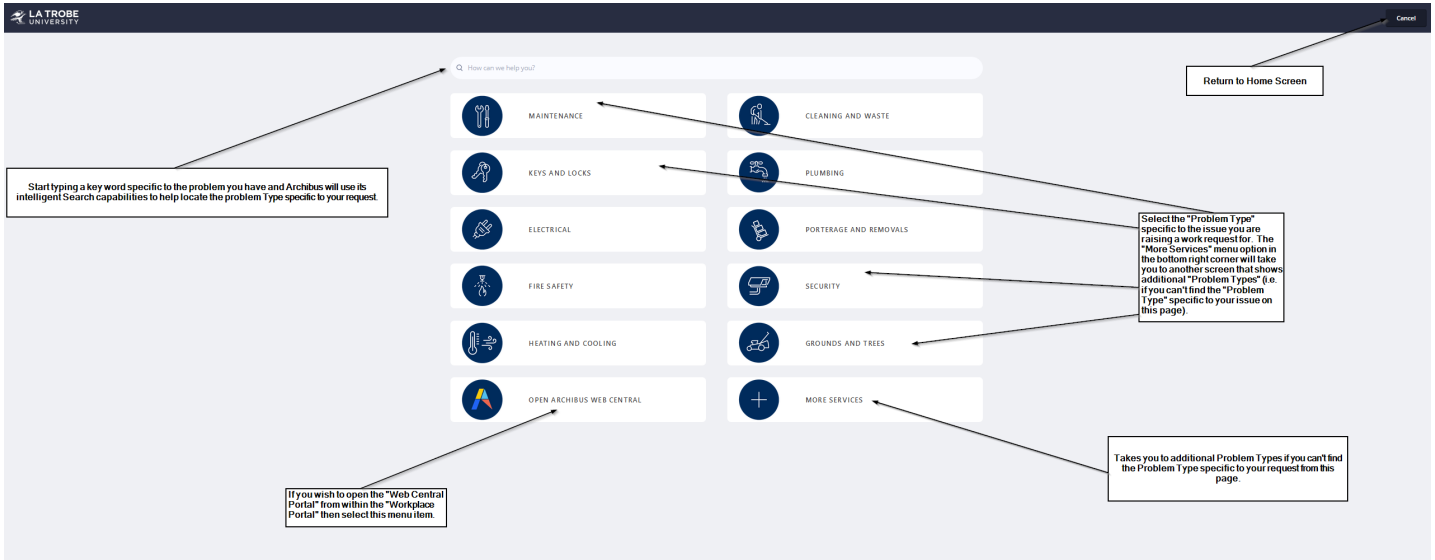 LA TROBE
UNIVERSITY
Cancel
How can we help you?
Return to Home Screen
MAINTENANCE
CLEANING AND WASTE
Start typing a key word specific to the problem you have and Archibus will use its
intelligent Search capabilities to help locate the problem Type specific to your request.
KEYS AND LOCKS
PLUMBING
ELECTRICAL
PORTERAGE AND REMOVALS
Select the "Problem Type"
specific to the issue you are
raising a work request for. The
"More Services" menu option in
the bottom right corner will take
you to another screen that shows
additional "Problem Types" (i.e.
if you can't find the "Problem
Type" specific to your issue on
this page).
FIRE SAFETY
SECURITY
HEATING AND COOLING
GROUNDS AND TREES
OPEN ARCHIBUS WEB CENTRAL
MORE SERVICES
Takes you to additional Problem Types if you can't find
the Problem Type specific to your request from this
page.
If you wish to open the "Web Central
Portal" from within the "Workplace
Portal" then select this menu item.